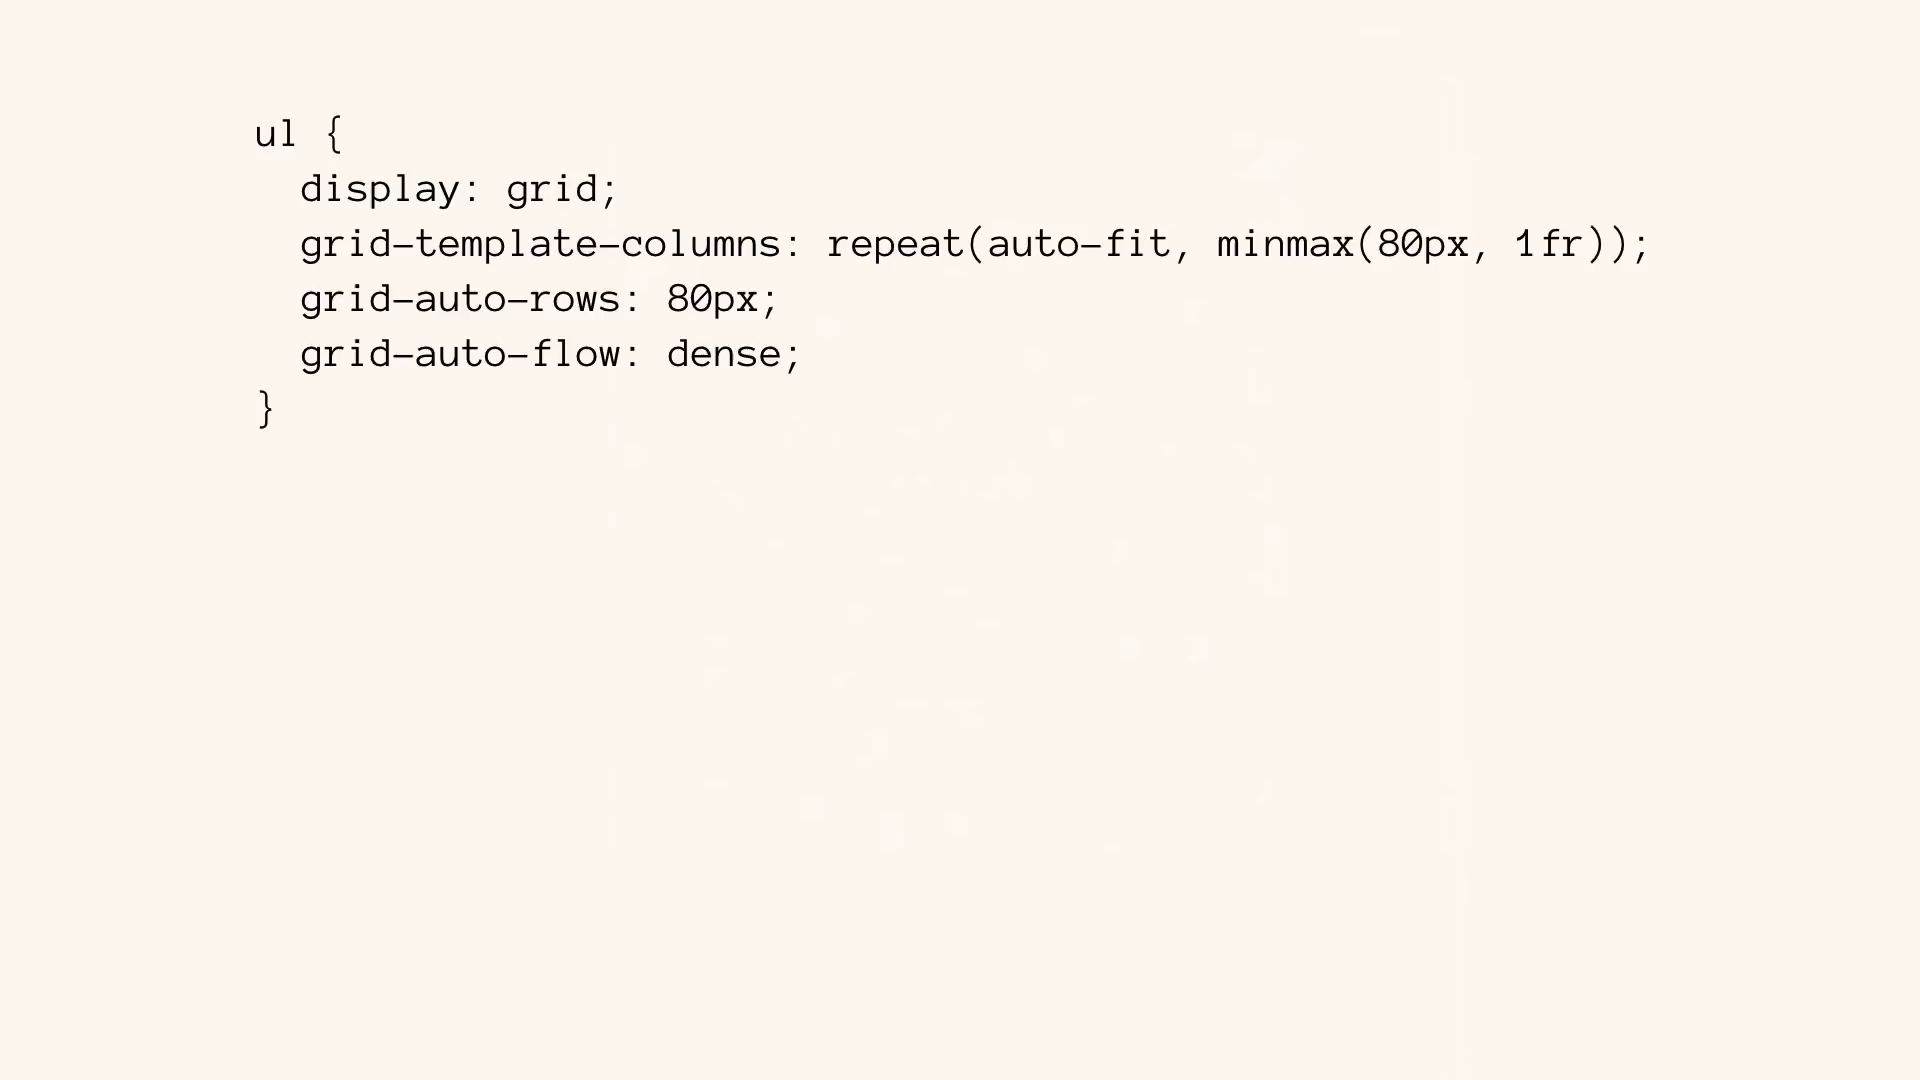 ul {
  display: grid;
  grid-template-columns: repeat(auto-fit, minmax(80px, 1fr));
  grid-auto-rows: 80px;
  grid-auto-flow: dense;
}